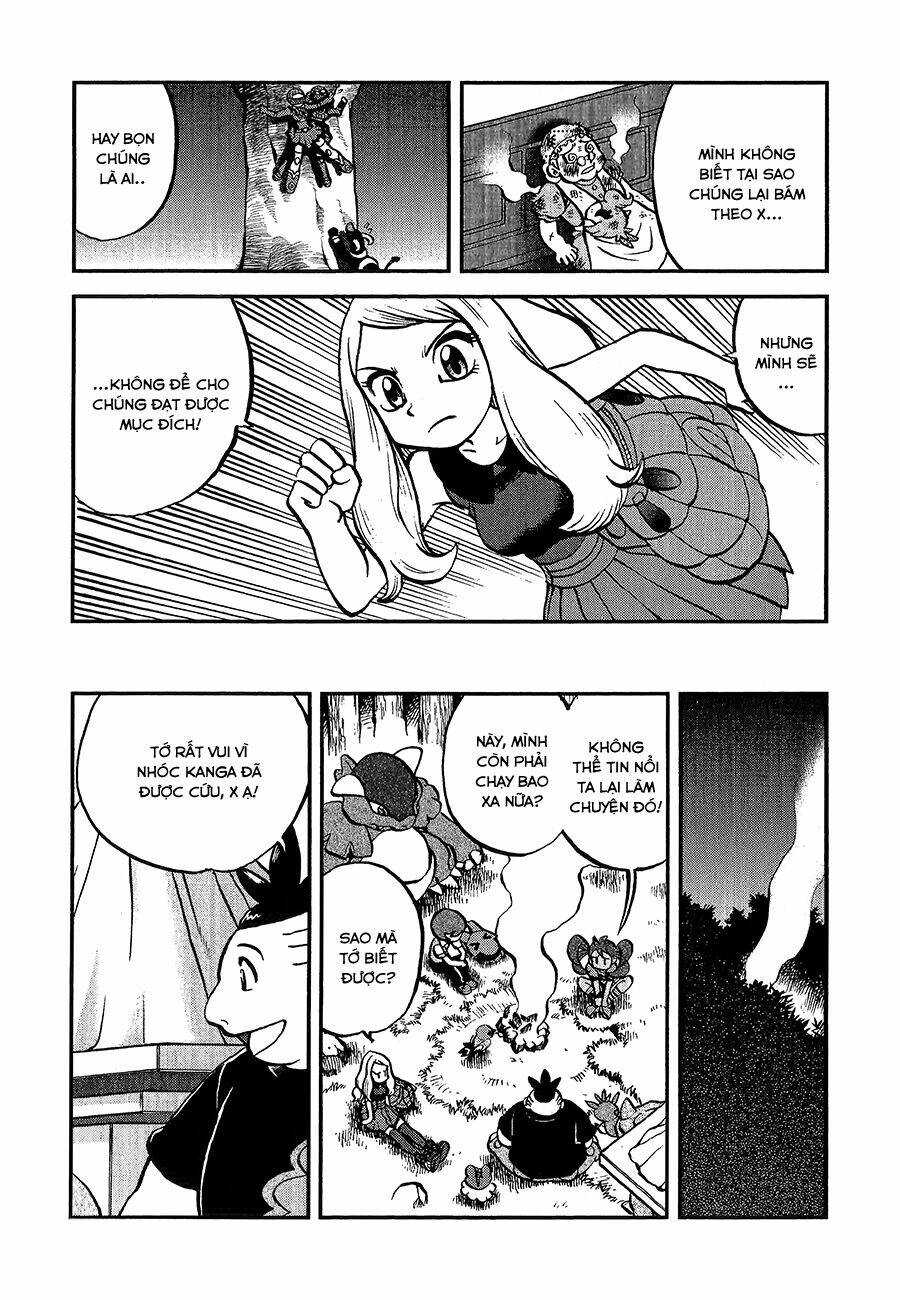 MÌNH KHÔNG
BIẾT TẠI SAO
CHÚNG LẠI BÁM
THEO X...
HAY BỌN
CHÚNG
LÀ AI..
NHƯNG
MÌNH SẼ
...
...KHÔNG ĐỂ CHO
CHÚNG ĐẠT ĐƯỢC
MỤC ĐÍCH!
KHÔNG
THỂ TIN NỔI
TA LẠI LÀM
CHUYỆN ĐÓ!
NÀY, MÌNH
CÒN PHẢI
CHẠY BAO
XA NỮA?
SAO MÀ
TỚ BIẾT
ĐƯỢC?
TỚ RẤT VUI VÌ
NHÓC KANGA ĐÃ
ĐƯỢC CỨU, X Ạ!